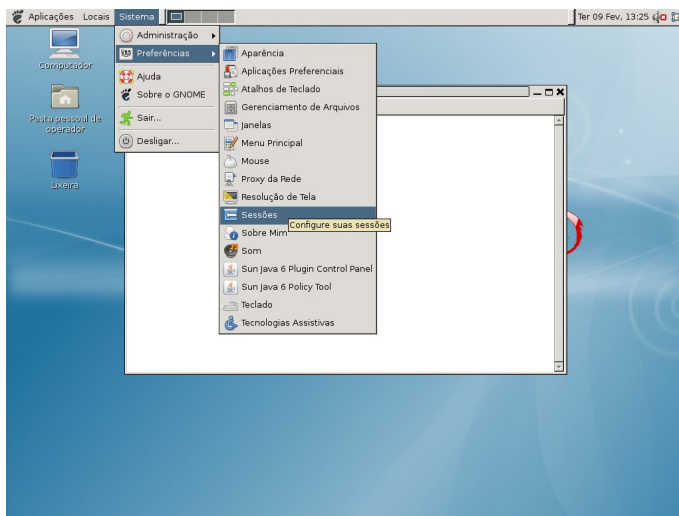 Aplicações Locais Sistema
Ter 09 Fev, 13:25
Computador
Pasta pessoal de
operador
Lixeira
Administração
Preferências
Ajuda
Sobre o GNOME
Sair...
Desligar...
Aparência
Aplicações Preferenciais
Atalhos de Teclado
Gerenciamento de Arquivos
Janelas
Menu Principal
Mouse
Proxy da Rede
Resolução de Tela
Sessões
Configure suas sessões
Sobre Mim
Som
Sun Java 6 Plugin Control Panel
Sun Java 6 Policy Tool
Teclado
Tecnologias Assistivas